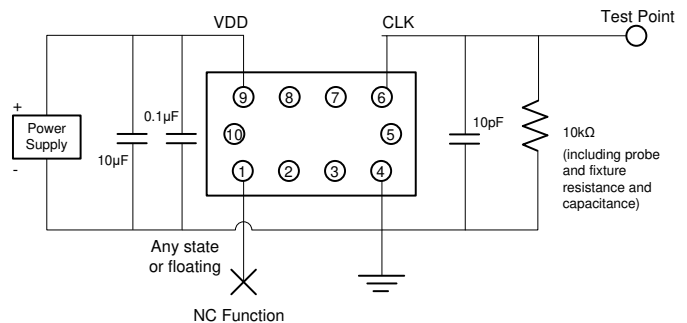 VDD
CLK
Test Point
+
Power
Supply
-
10µF
0.1µF
9
8
7
6
10
5
1
2
3
4
10pF
10kΩ
(including probe
and fixture
resistance and
capacitance)
Any state
or floating
NC Function